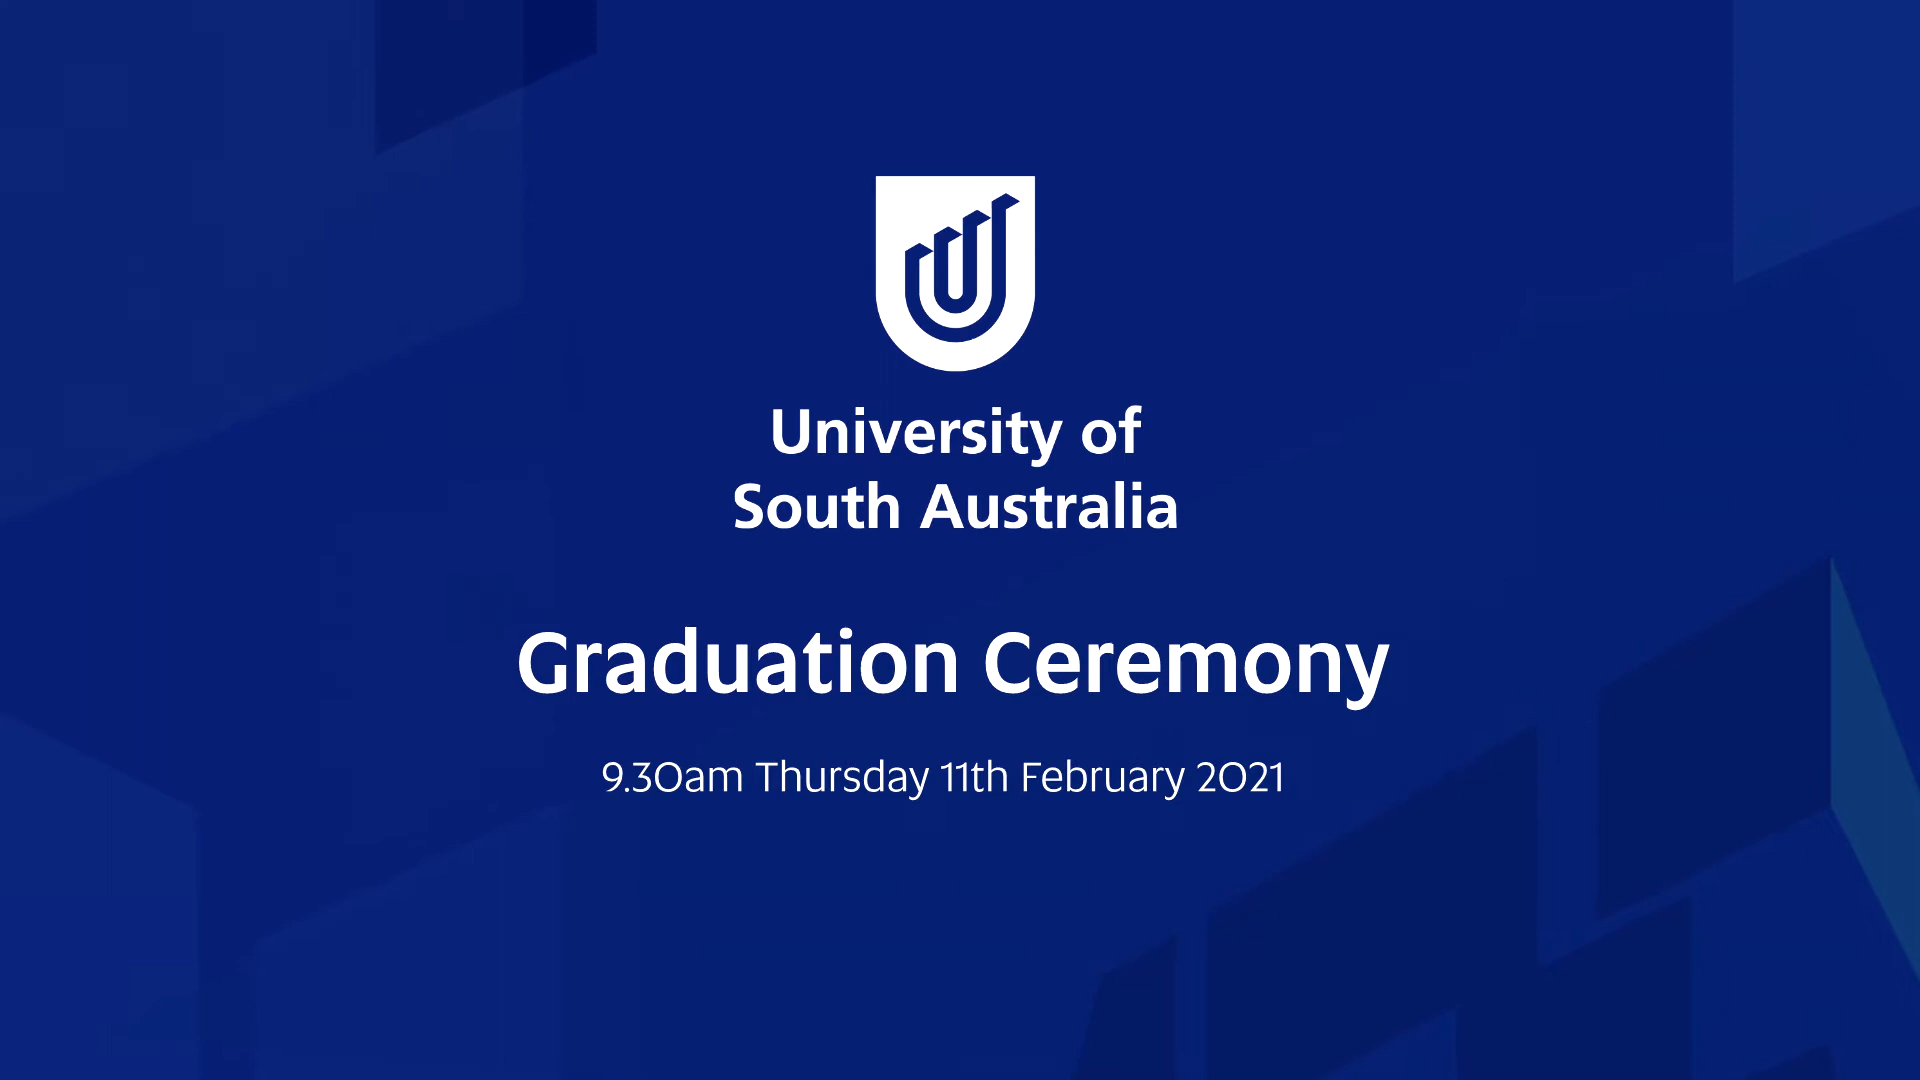 University of
South Australia
Graduation Ceremony
9.30am Thursday 11th February 2021